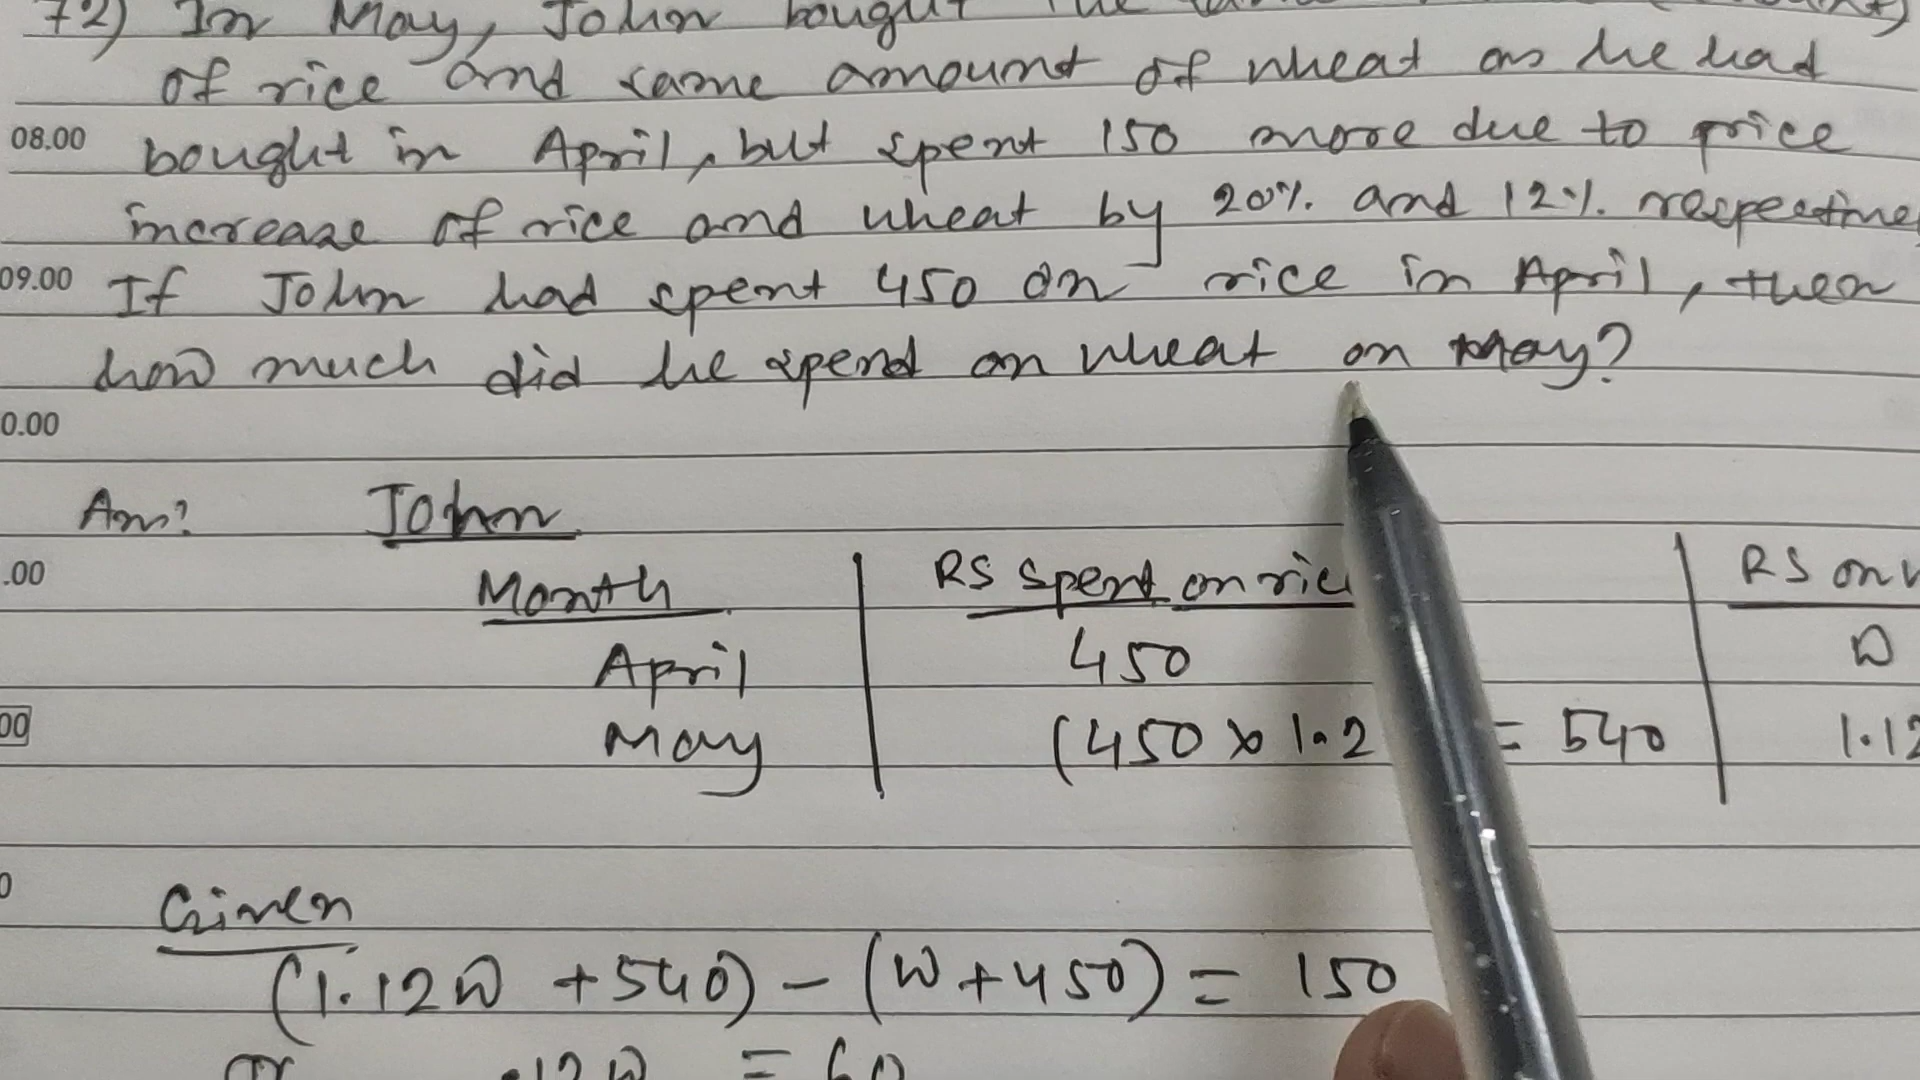 72) In May, John bought the
of rice and same amount of wheat as he had
08.00 bought in April, but spent 150 more due to price
increase of rice and wheat by 20% and 12% respective
09.00 If John had spent 450 on rice in April, then
how much did he spend on wheat on May?
0.00
Ans: John
.00 Month RS spent on ric RS on w
April 450 W
00 May (450 x 1.2 = 540 1.12
0
Given
(1.12W + 540) - (W + 450) = 150
or .12W = 60